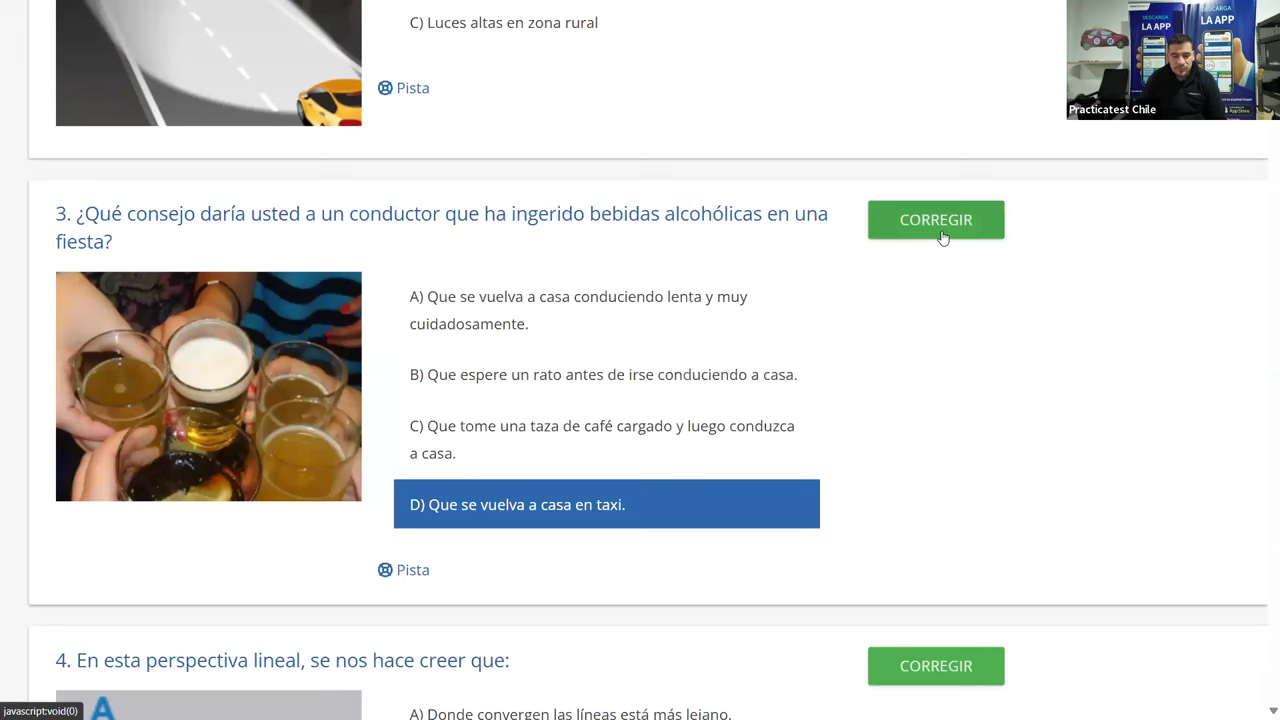 C) Luces altas en zona rural
Pista
DESCARGA
LA APP
DESCARGA
LA APP
Practicatest Chile
3. ¿Qué consejo daría usted a un conductor que ha ingerido bebidas alcohólicas en una
fiesta?
CORREGIR
A) Que se vuelva a casa conduciendo lenta y muy
cuidadosamente.
B) Que espere un rato antes de irse conduciendo a casa.
C) Que tome una taza de café cargado y luego conduzca
a casa.
D) Que se vuelva a casa en taxi.
Pista
4. En esta perspectiva lineal, se nos hace creer que:
CORREGIR
A
A) Donde convergen las líneas está más lejano.
javascript:void(0)